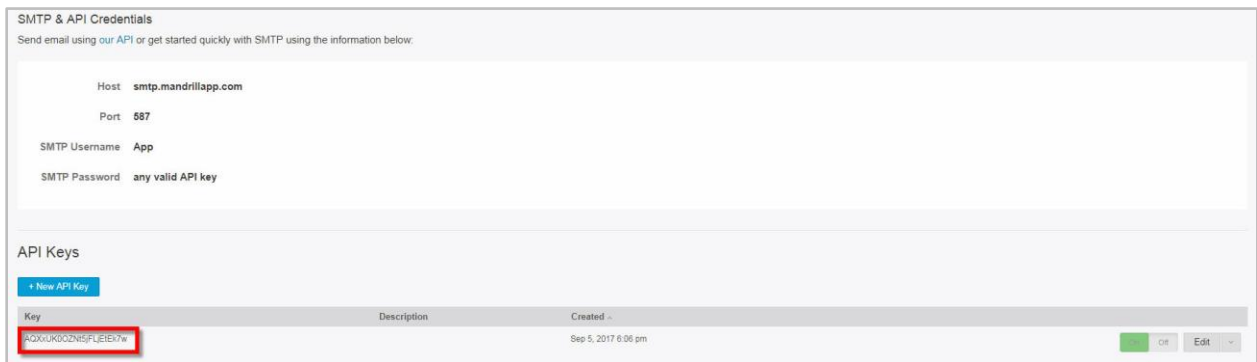 SMTP & API Credentials
Send email using our API or get started quickly with SMTP using the information below:
Host smtp.mandrillapp.com
Port 587
SMTP Username App
SMTP Password any valid API key
API Keys
+ New API Key
Key Description Created
Sep 5, 2017 6:06 pm Off Edit